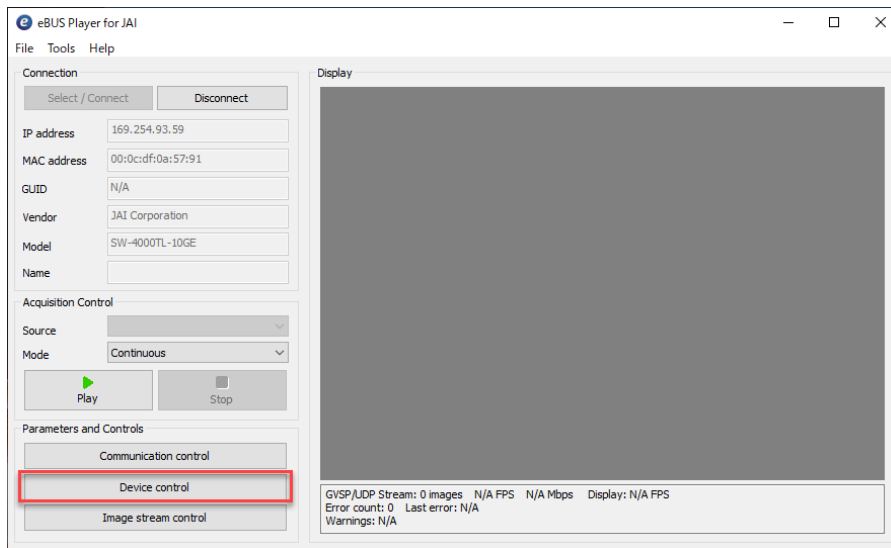 eBUS Player for JAI
File Tools Help
Connection
Select / Connect Disconnect
IP address 169.254.93.59
MAC address 00:0c:df:0a:57:91
GUID N/A
Vendor JAI Corporation
Model SW-4000TL-10GE
Name
Acquisition Control
Source
Mode Continuous
Play Stop
Parameters and Controls
Communication control
Device control
Image stream control
Display
GVSP/UDP Stream: 0 images N/A FPS N/A Mbps Display: N/A FPS
Error count: 0 Last error: N/A
Warnings: N/A